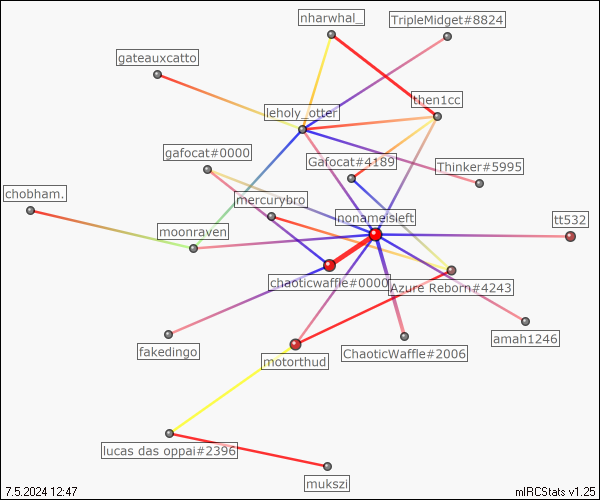 nharwhal_
TripleMidget#8824
gateauxcatto
then1cc
leholy_otter
gafocat#0000
Gafocat#4189
Thinker#5995
chobham.
mercurybro
nonameisleft
tt532
moonraven
chaoticwaffle#0000
Azure Reborn#4243
fakedingo
motorthud
ChaoticWaffle#2006
amah1246
lucas das oppai#2396
mukszi
7.5.2024 12:47
mIRCStats v1.25